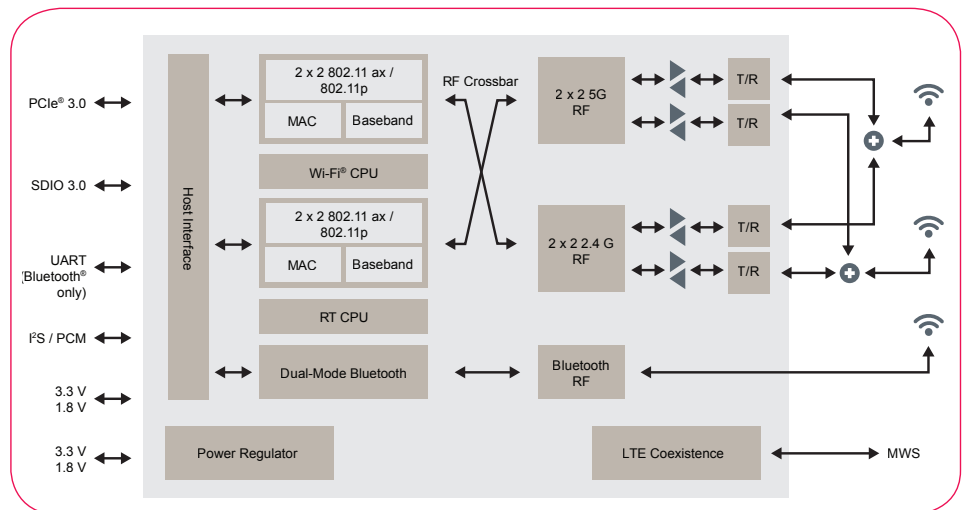 PCIe® 3.0
SDIO 3.0
UART
(Bluetooth®
only)
I²S / PCM
3.3 V
1.8 V
3.3 V
1.8 V
Host Interface
2 x 2 802.11 ax /
802.11p
MAC
Baseband
Wi-Fi® CPU
2 x 2 802.11 ax /
802.11p
MAC
Baseband
RT CPU
Dual-Mode Bluetooth
Power Regulator
RF Crossbar
2 x 2 5G
RF
2 x 2 2.4 G
RF
Bluetooth
RF
LTE Coexistence
T/R
T/R
T/R
T/R
MWS